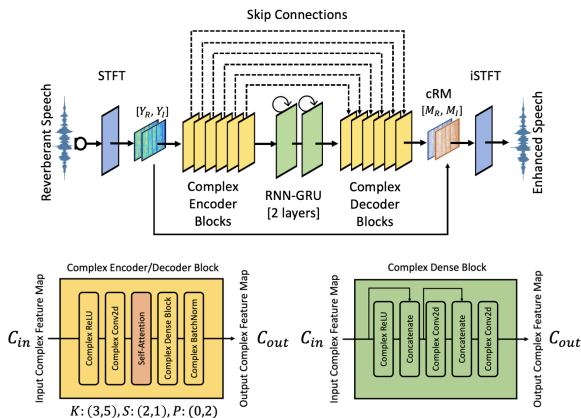 Skip Connections
STFT
iSTFT
cRM
[Y_R, Y_I]
[M_R, M_I]
Reverberant Speech
Enhanced Speech
Complex
Encoder
Blocks
RNN-GRU
[2 layers]
Complex
Decoder
Blocks
Complex Encoder/Decoder Block
C_in
Input Complex Feature Map
Complex ReLU
Complex Conv2d
Self-Attention
Complex Dense Block
Complex BatchNorm
Output Complex Feature Map
C_out
K: (3,5), S: (2,1), P: (0,2)
Complex Dense Block
C_in
Input Complex Feature Map
Complex ReLU
Concatenate
Complex Conv2d
Concatenate
Complex Conv2d
Output Complex Feature Map
C_out